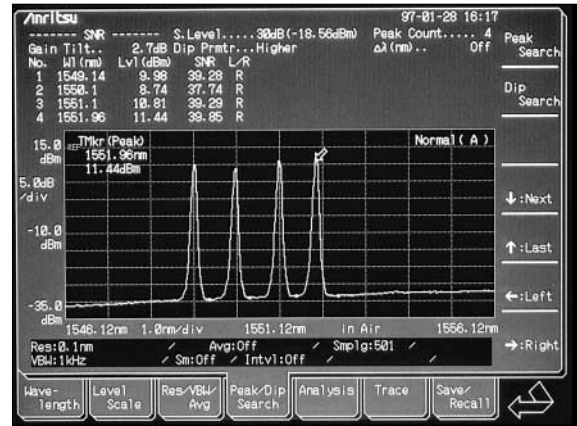 Anritsu 97-01-28 16:17
------- SNR ------- S.Level.....30dB(-18.56dBm) Peak Count..... 4
Gain Tilt.. 2.7dB Dip Prmtr...Higher Δλ(nm).. Off
No. Wl(nm) Lvl(dBm) SNR L/R
1 1549.14 9.98 39.28 R
2 1550.1 8.74 37.74 R
3 1551.1 10.81 39.29 R
4 1551.96 11.44 39.85 R
Peak
Search
Dip
Search
↓:Next
↑:Last
←:Left
→:Right
15.0
dBm
REF
TMkr(Peak)
1551.96nm
11.44dBm
Normal( A )
5.0dB
/div
-10.0
dBm
-35.0
dBm
1546.12nm 1.0nm/div 1551.12nm in Air 1556.12nm
Res:0.1nm / Avg:Off / Smplg:501 /
VBW:1kHz / Sm:Off / Intvl:Off / /
Wave-
length
Level
Scale
Res/VBW/
Avg
Peak/Dip
Search
Analysis
Trace
Save/
Recall